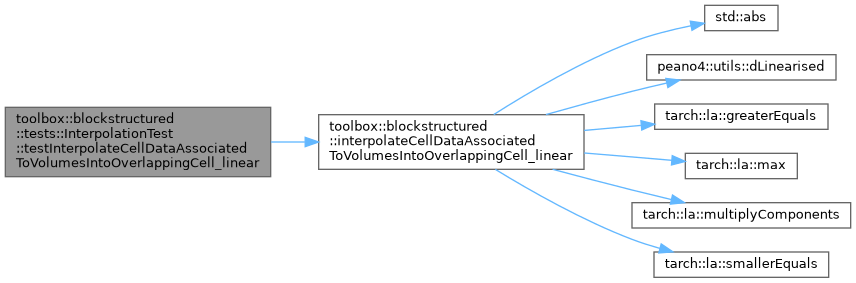 toolbox::blockstructured
::tests::InterpolationTest
::testInterpolateCellDataAssociated
ToVolumesIntoOverlappingCell_linear
toolbox::blockstructured
::interpolateCellDataAssociated
ToVolumesIntoOverlappingCell_linear
std::abs
peano4::utils::dLinearised
tarch::la::greaterEquals
tarch::la::max
tarch::la::multiplyComponents
tarch::la::smallerEquals